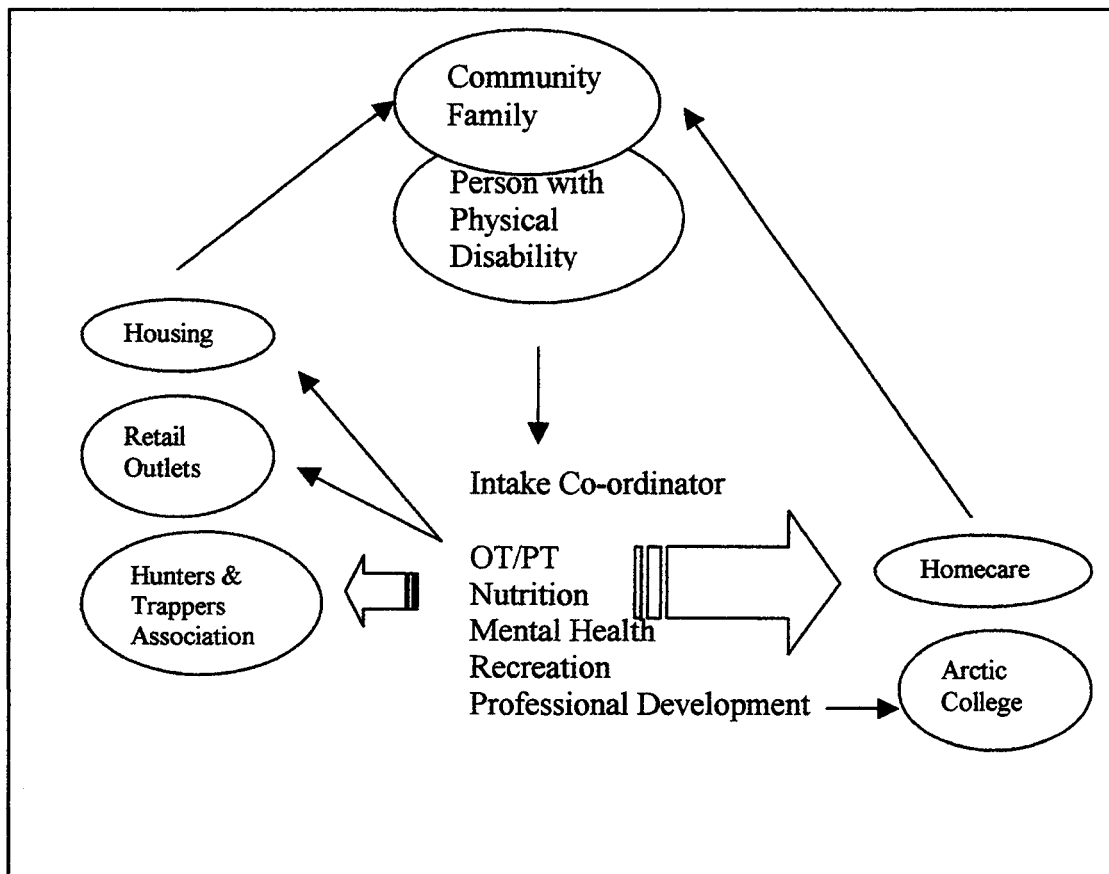 Community
Family
Person with
Physical
Disability
Housing
Retail
Outlets
Hunters &
Trappers
Association
Intake Co-ordinator
OT/PT
Nutrition
Mental Health
Recreation
Professional Development
Homecare
Arctic
College